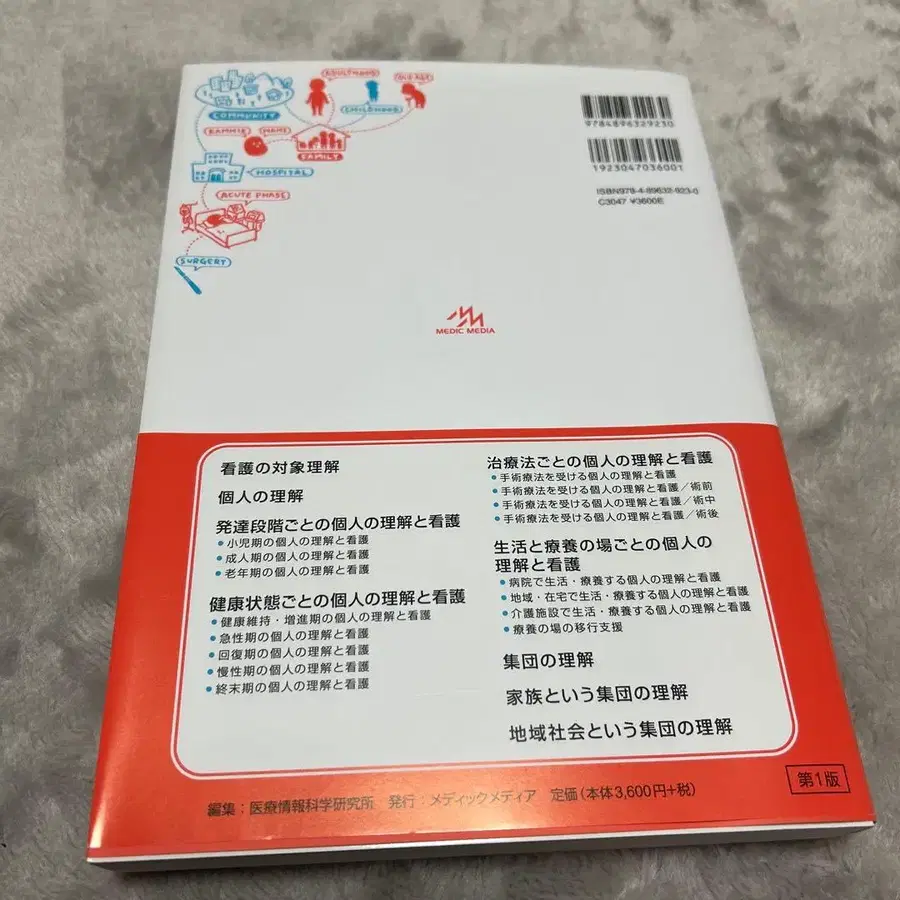 COMMUNITY
ADULTHOOD
CHILDHOOD
OLD AGE
KAMMIE
MAME
FAMILY
HOSPITAL
ACUTE PHASE
SURGERY
9784896329230
1923047036001
ISBN978-4-89632-923-0
C3047 ¥3600E
MEDIC MEDIA
看護の対象理解
個人の理解
発達段階ごとの個人の理解と看護
・小児期の個人の理解と看護
・成人期の個人の理解と看護
・老年期の個人の理解と看護
健康状態ごとの個人の理解と看護
・健康維持・増進期の個人の理解と看護
・急性期の個人の理解と看護
・回復期の個人の理解と看護
・慢性期の個人の理解と看護
・終末期の個人の理解と看護
治療法ごとの個人の理解と看護
・手術療法を受ける個人の理解と看護
・手術療法を受ける個人の理解と看護／術前
・手術療法を受ける個人の理解と看護／術中
・手術療法を受ける個人の理解と看護／術後
生活と療養の場ごとの個人の
理解と看護
・病院で生活・療養する個人の理解と看護
・地域・在宅で生活・療養する個人の理解と看護
・介護施設で生活・療養する個人の理解と看護
・療養の場の移行支援
集団の理解
家族という集団の理解
地域社会という集団の理解
編集：医療情報科学研究所　発行：メディックメディア　定価（本体3,600円+税）
第1版